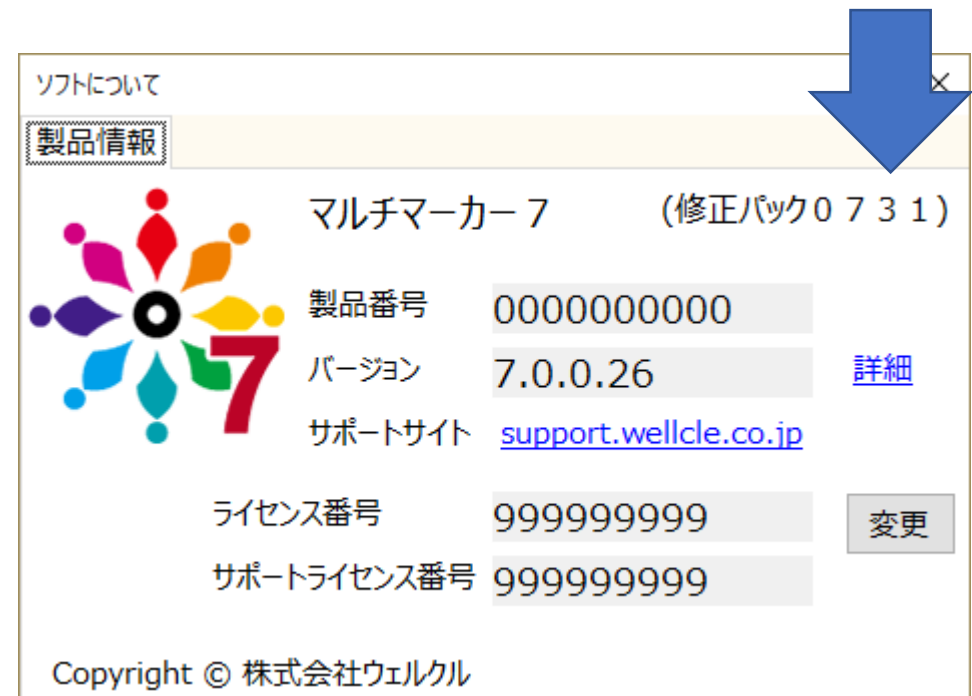 ソフトについて
製品情報
マルチマーカー７ (修正パック０７３１)
7
製品番号 0000000000
バージョン 7.0.0.26 詳細
サポートサイト support.wellcle.co.jp
ライセンス番号 999999999 変更
サポートライセンス番号 999999999
Copyright © 株式会社ウェルクル